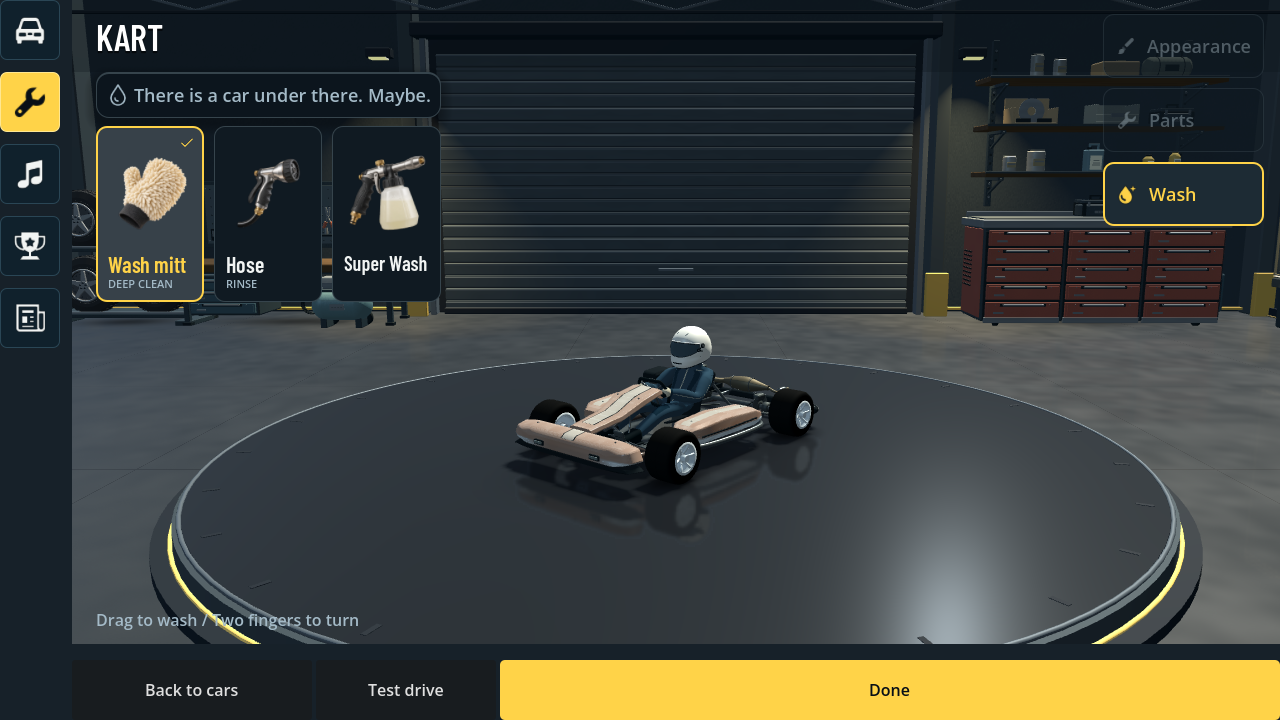 KART
There is a car under there. Maybe.
Wash mitt
DEEP CLEAN
Hose
RINSE
Super Wash
Appearance
Parts
Wash
Drag to wash / Two fingers to turn
Back to cars
Test drive
Done